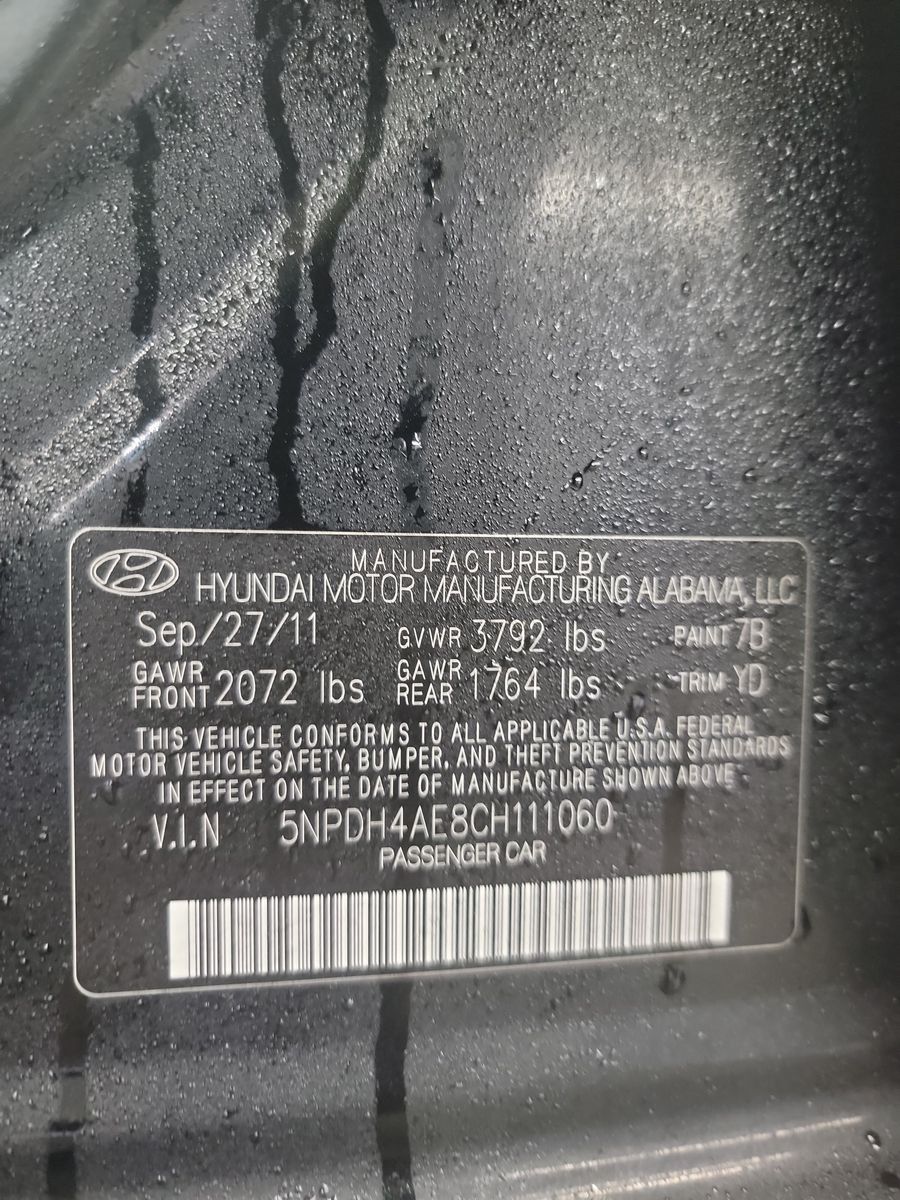 MANUFACTURED BY
HYUNDAI MOTOR MANUFACTURING ALABAMA, LLC
Sep/27/11 GVWR 3792 lbs PAINT 7B
GAWR FRONT 2072 lbs GAWR REAR 1764 lbs TRIM YD
THIS VEHICLE CONFORMS TO ALL APPLICABLE U.S.A. FEDERAL
MOTOR VEHICLE SAFETY, BUMPER, AND THEFT PREVENTION STANDARDS
IN EFFECT ON THE DATE OF MANUFACTURE SHOWN ABOVE
V.I.N 5NPDH4AE8CH111060
PASSENGER CAR